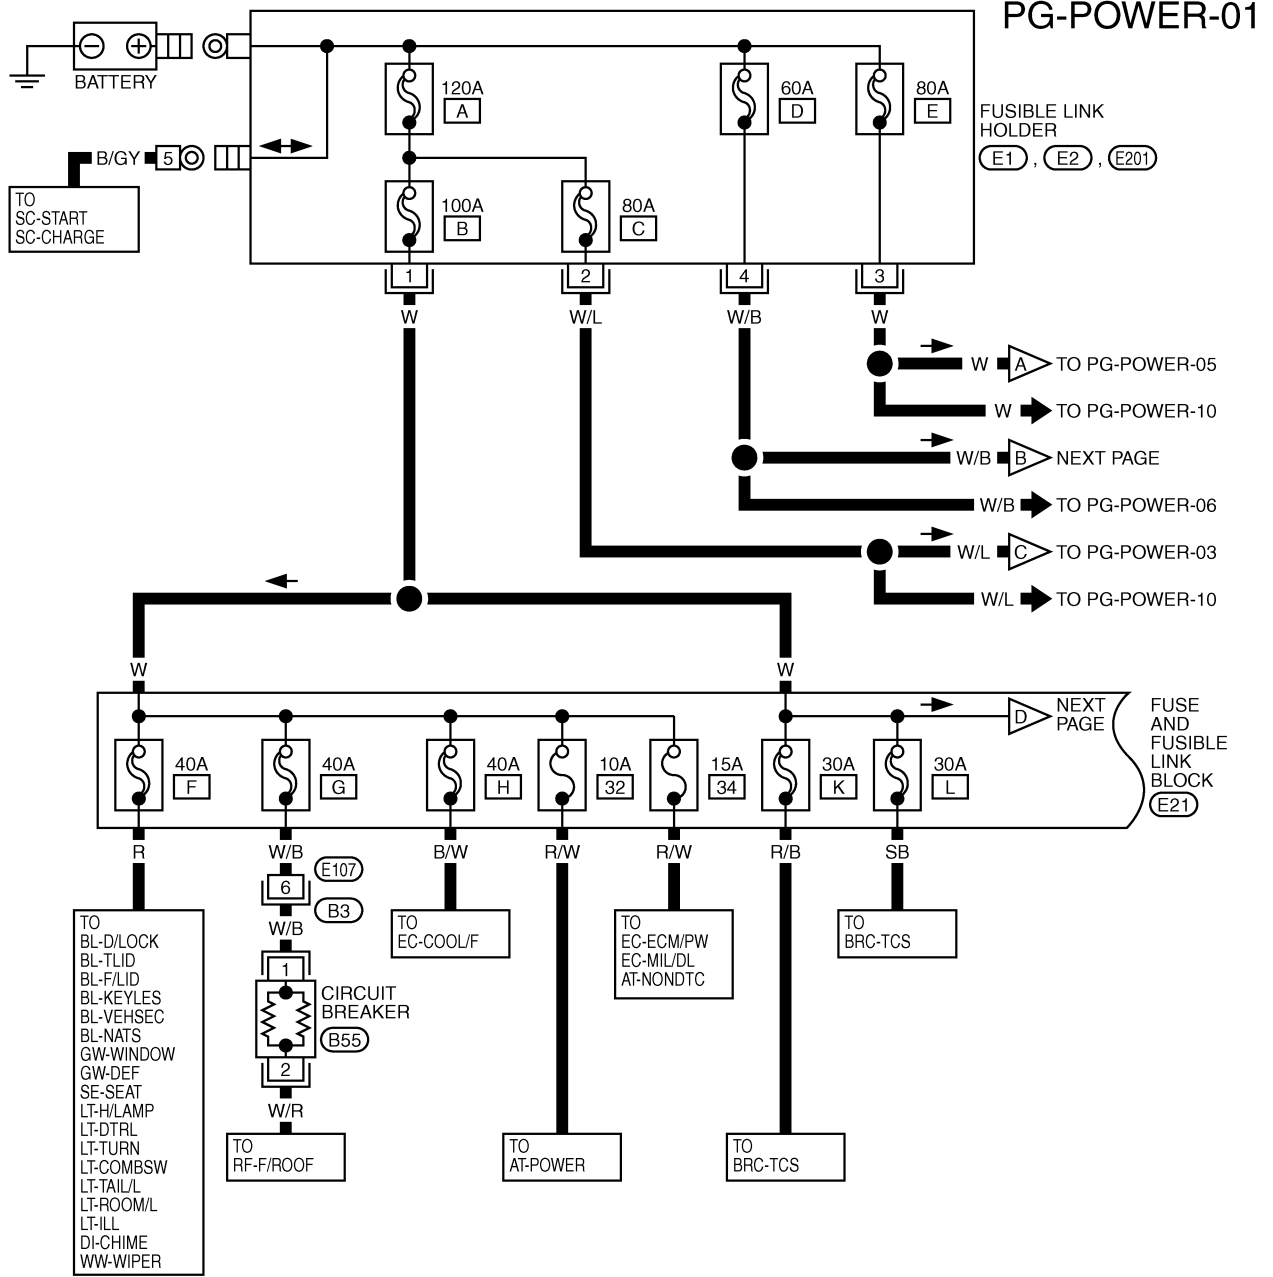 PG-POWER-01
BATTERY
120A
A
60A
D
80A
E
FUSIBLE LINK
HOLDER
E1 , E2 , E201
B/GY
5
TO
SC-START
SC-CHARGE
100A
B
80A
C
1
2
4
3
W
W/L
W/B
W
W
A
TO PG-POWER-05
W
TO PG-POWER-10
W/B
B
NEXT PAGE
W/B
TO PG-POWER-06
W/L
C
TO PG-POWER-03
W/L
TO PG-POWER-10
W
W
D
NEXT
PAGE
FUSE
AND
FUSIBLE
LINK
BLOCK
E21
40A
F
40A
G
40A
H
10A
32
15A
34
30A
K
30A
L
R
W/B
B/W
R/W
R/W
R/B
SB
E107
6
B3
W/B
1
CIRCUIT
BREAKER
B55
2
W/R
TO
RF-F/ROOF
TO
BL-D/LOCK
BL-TLID
BL-F/LID
BL-KEYLES
BL-VEHSEC
BL-NATS
GW-WINDOW
GW-DEF
SE-SEAT
LT-H/LAMP
LT-DTRL
LT-TURN
LT-COMBSW
LT-TAIL/L
LT-ROOM/L
LT-ILL
DI-CHIME
WW-WIPER
TO
EC-COOL/F
TO
AT-POWER
TO
EC-ECM/PW
EC-MIL/DL
AT-NONDTC
TO
BRC-TCS
TO
BRC-TCS